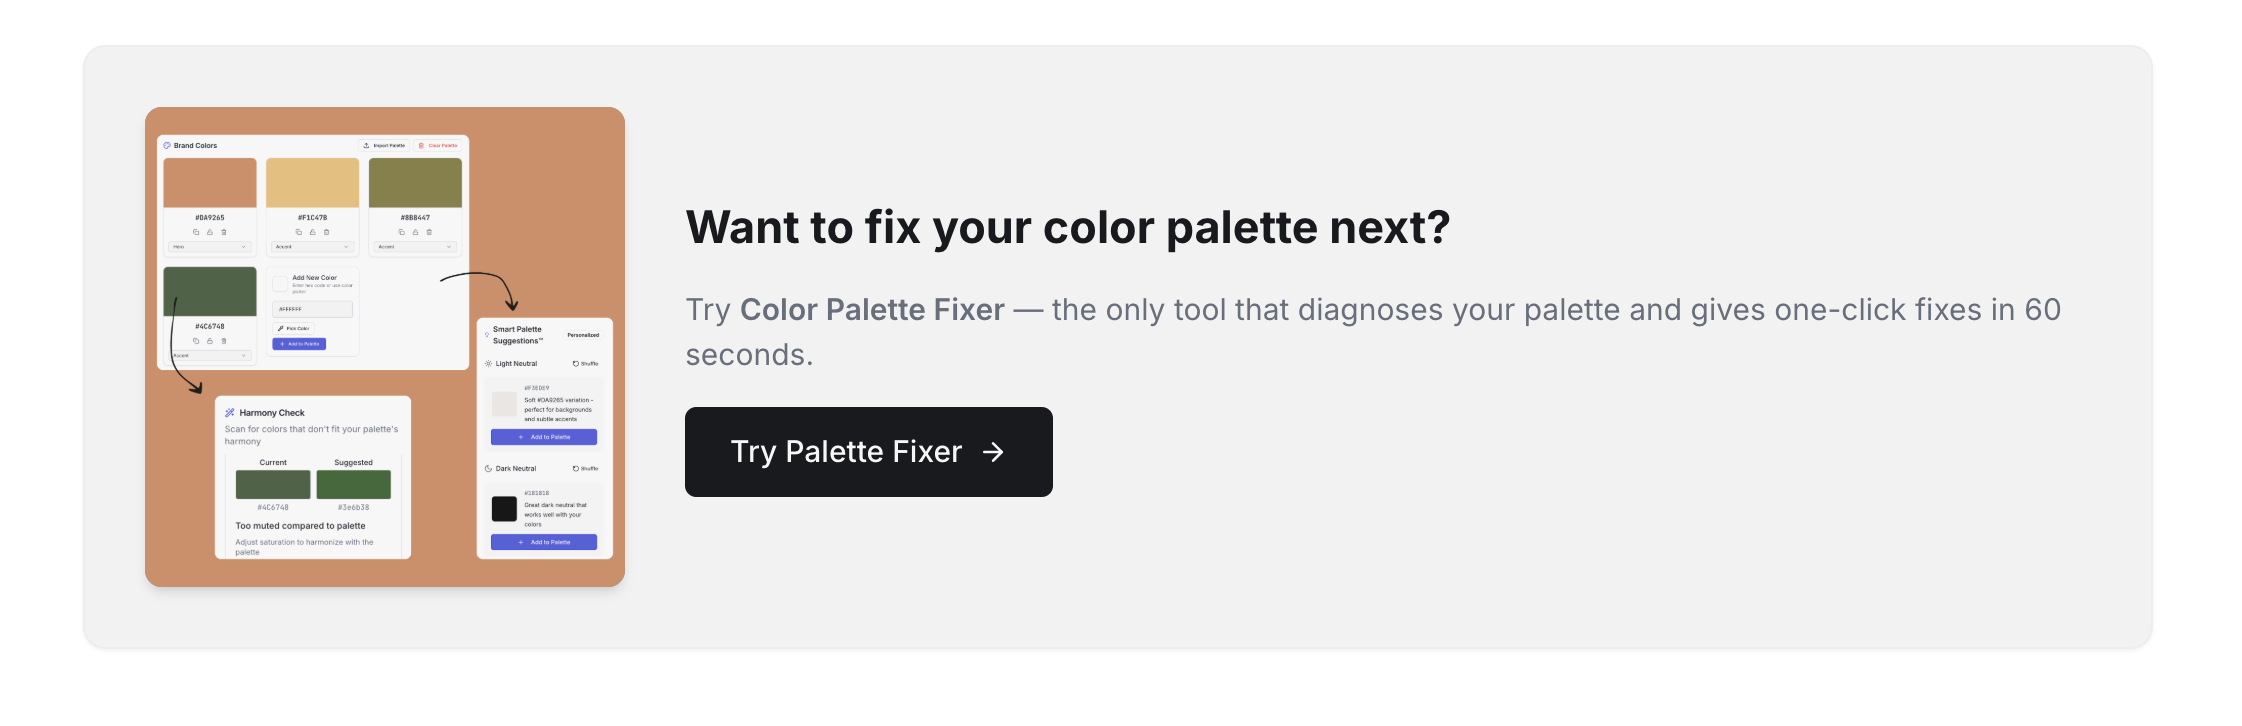 Brand Colors
Import Palette
Clear Palette
#DA9265
#F1C47B
#8B8447
Hero
Accent
Accent
#4C6748
Accent
Add New Color
Enter hex code or use color
picker
#FFFFFF
Pick Color
+ Add to Palette
Smart Palette
Suggestions™
Personalized
Light Neutral
Shuffle
#F3EDE9
Soft #DA9265 variation -
perfect for backgrounds
and subtle accents
+ Add to Palette
Dark Neutral
Shuffle
#181818
Great dark neutral that
works well with your
colors
+ Add to Palette
Harmony Check
Scan for colors that don't fit your palette's
harmony
Current
Suggested
#4C6748
#3e6b38
Too muted compared to palette
Adjust saturation to harmonize with the
palette
Want to fix your color palette next?
Try Color Palette Fixer — the only tool that diagnoses your palette and gives one-click fixes in 60
seconds.
Try Palette Fixer →